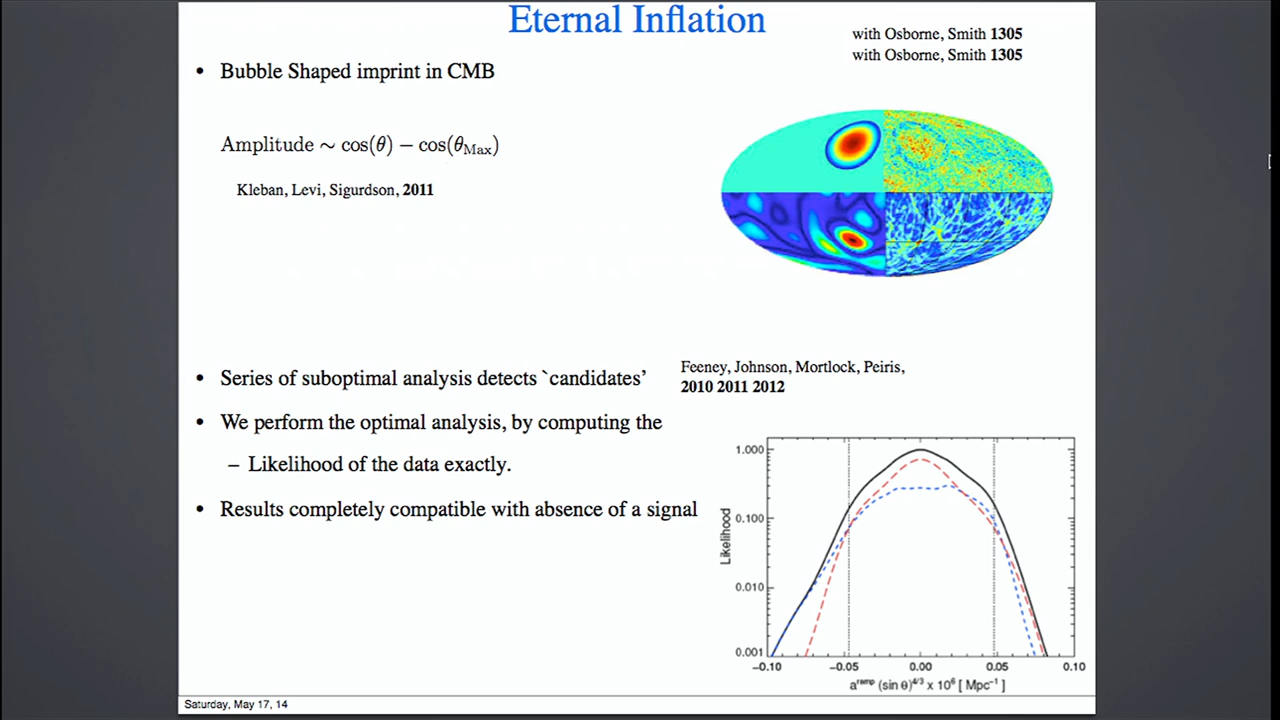 Eternal Inflation
with Osborne, Smith 1305
with Osborne, Smith 1305
• Bubble Shaped imprint in CMB
Amplitude ∼ cos(θ) − cos(θ_Max)
Kleban, Levi, Sigurdson, 2011
• Series of suboptimal analysis detects `candidates'
Feeney, Johnson, Mortlock, Peiris,
2010 2011 2012
• We perform the optimal analysis, by computing the
– Likelihood of the data exactly.
• Results completely compatible with absence of a signal
1.000
0.100
0.010
0.001
Likelihood
−0.10 −0.05 0.00 0.05 0.10
a^ramp (sin θ)^4/3 x 10^6 [ Mpc^−1 ]
Saturday, May 17, 14